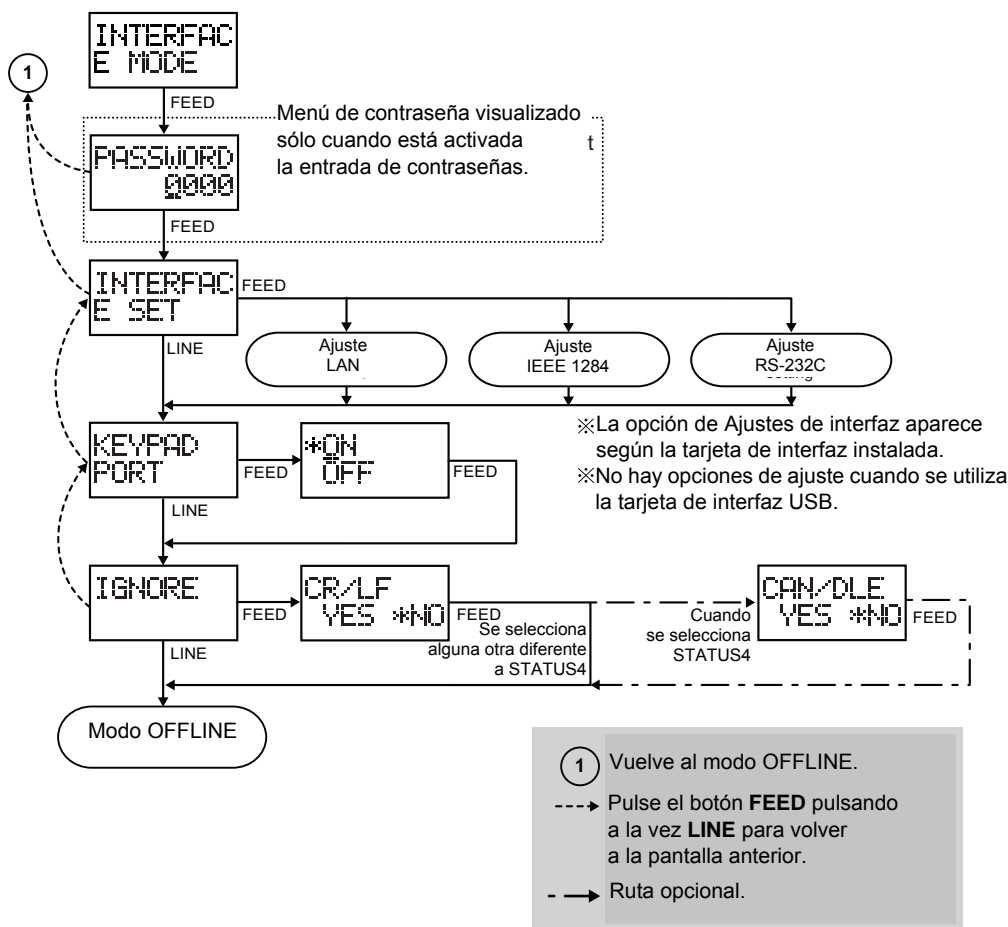 INTERFAC
E MODE
1
FEED
Menú de contraseña visualizado
sólo cuando está activada
t
la entrada de contraseñas.
PASSWORD
0000
FEED
INTERFAC
E SET
FEED
LINE
Ajuste
LAN
Ajuste
IEEE 1284
Ajuste
RS-232C
※La opción de Ajustes de interfaz aparece
según la tarjeta de interfaz instalada.
※No hay opciones de ajuste cuando se utiliza
la tarjeta de interfaz USB.
KEYPAD
PORT
FEED
*ON
OFF
FEED
LINE
IGNORE
FEED
CR/LF
YES *NO
FEED
Se selecciona
alguna otra diferente
a STATUS4
Cuando
se selecciona
STATUS4
CAN/DLE
YES *NO
FEED
LINE
Modo OFFLINE
1 Vuelve al modo OFFLINE.
Pulse el botón FEED pulsando
a la vez LINE para volver
a la pantalla anterior.
Ruta opcional.